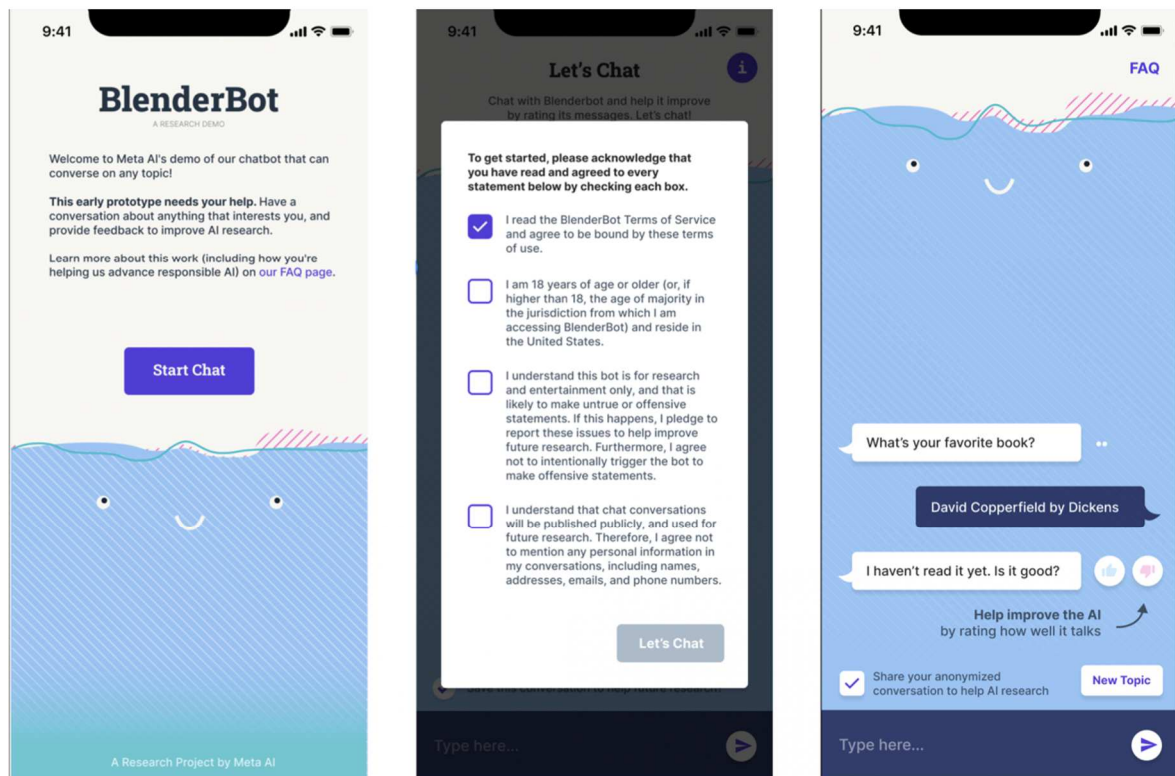 9:41
BlenderBot
A RESEARCH DEMO
Welcome to Meta AI's demo of our chatbot that can
converse on any topic!
This early prototype needs your help. Have a
conversation about anything that interests you, and
provide feedback to improve AI research.
Learn more about this work (including how you're
helping us advance responsible AI) on our FAQ page.
Start Chat
A Research Project by Meta AI
9:41
Let's Chat
i
Chat with Blenderbot and help it improve
by rating its messages. Let's chat!
To get started, please acknowledge that
you have read and agreed to every
statement below by checking each box.
I read the BlenderBot Terms of Service
and agree to be bound by these terms
of use.
I am 18 years of age or older (or, if
higher than 18, the age of majority in
the jurisdiction from which I am
accessing BlenderBot) and reside in
the United States.
I understand this bot is for research
and entertainment only, and that is
likely to make untrue or offensive
statements. If this happens, I pledge to
report these issues to help improve
future research. Furthermore, I agree
not to intentionally trigger the bot to
make offensive statements.
I understand that chat conversations
will be published publicly, and used for
future research. Therefore, I agree not
to mention any personal information in
my conversations, including names,
addresses, emails, and phone numbers.
Let's Chat
Save this conversation to help future research!
Type here...
9:41
FAQ
What's your favorite book?
David Copperfield by Dickens
I haven't read it yet. Is it good?
Help improve the AI
by rating how well it talks
Share your anonymized
conversation to help AI research
New Topic
Type here...